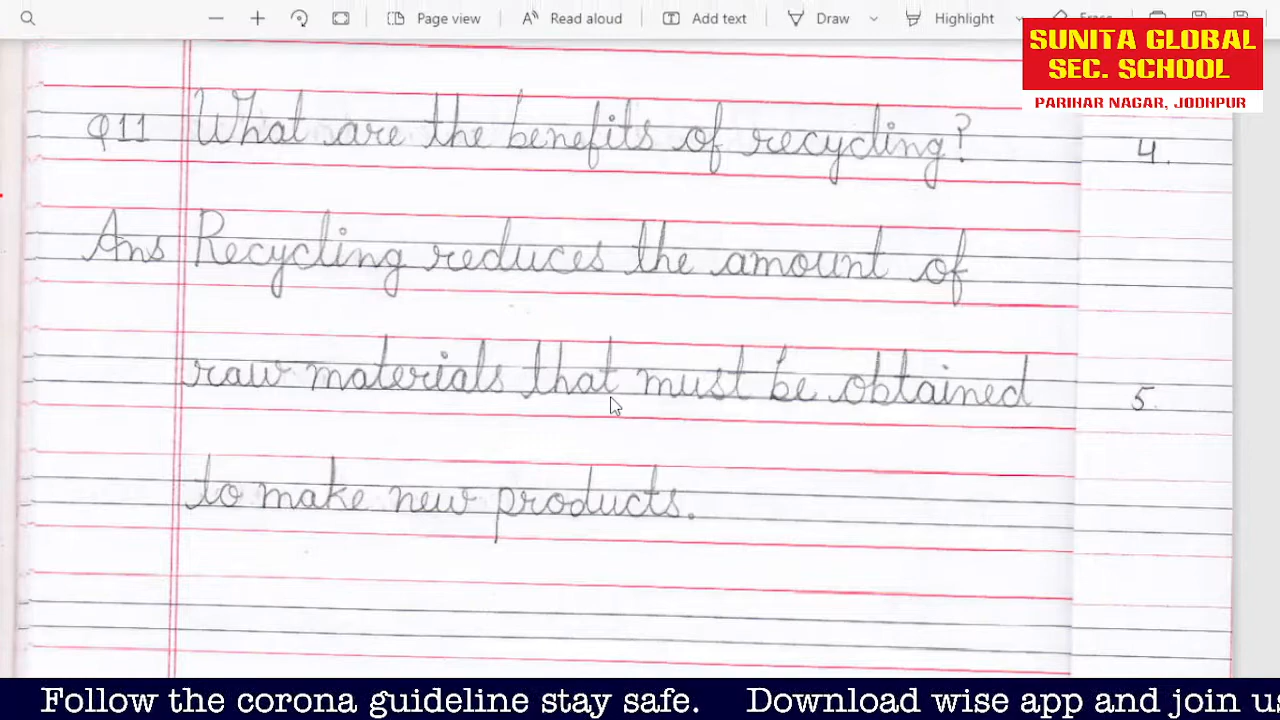 Page view
Read aloud
Add text
Draw
Highlight
SUNITA GLOBAL
SEC. SCHOOL
PARIHAR NAGAR, JODHPUR
Q11 What are the benefits of recycling?
4.
Ans Recycling reduces the amount of
raw materials that must be obtained
5.
to make new products.
Follow the corona guideline stay safe. Download wise app and join us